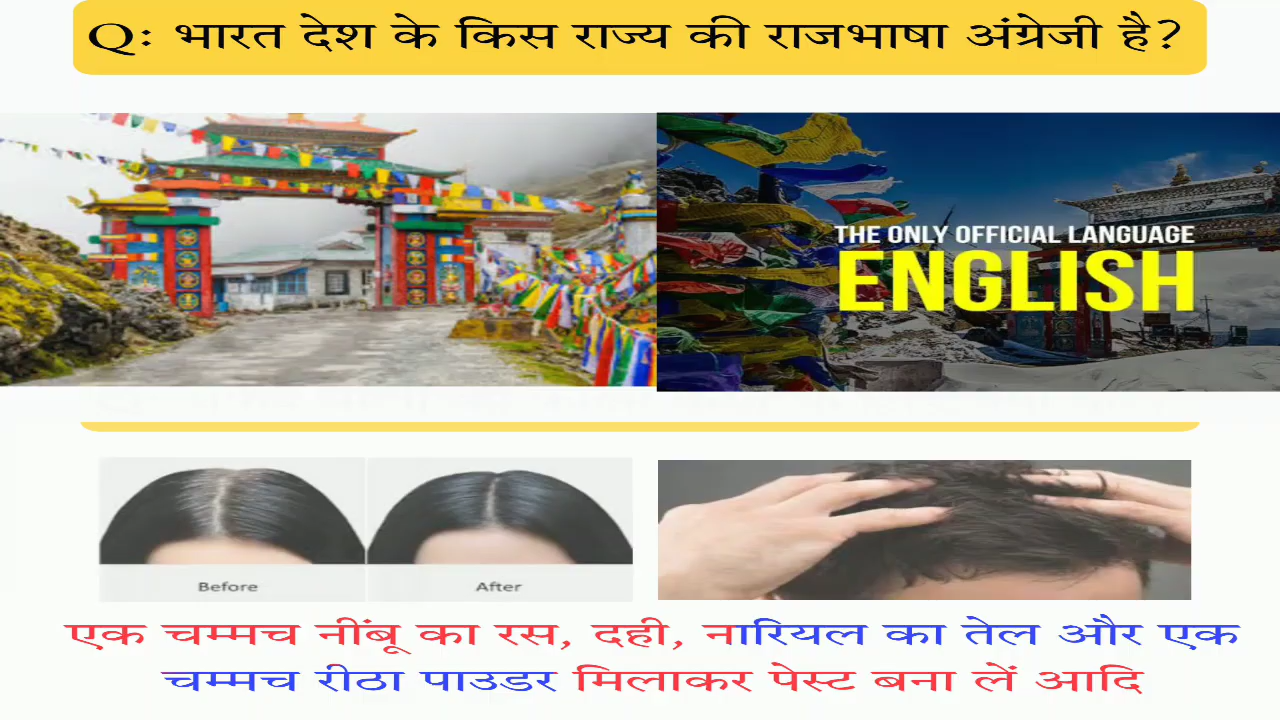 Q: भारत देश के किस राज्य की राजभाषा अंग्रेजी है?
THE ONLY OFFICIAL LANGUAGE
ENGLISH
Before
After
एक चम्मच नींबू का रस, दही, नारियल का तेल और एक
चम्मच रीठा पाउडर मिलाकर पेस्ट बना लें आदि